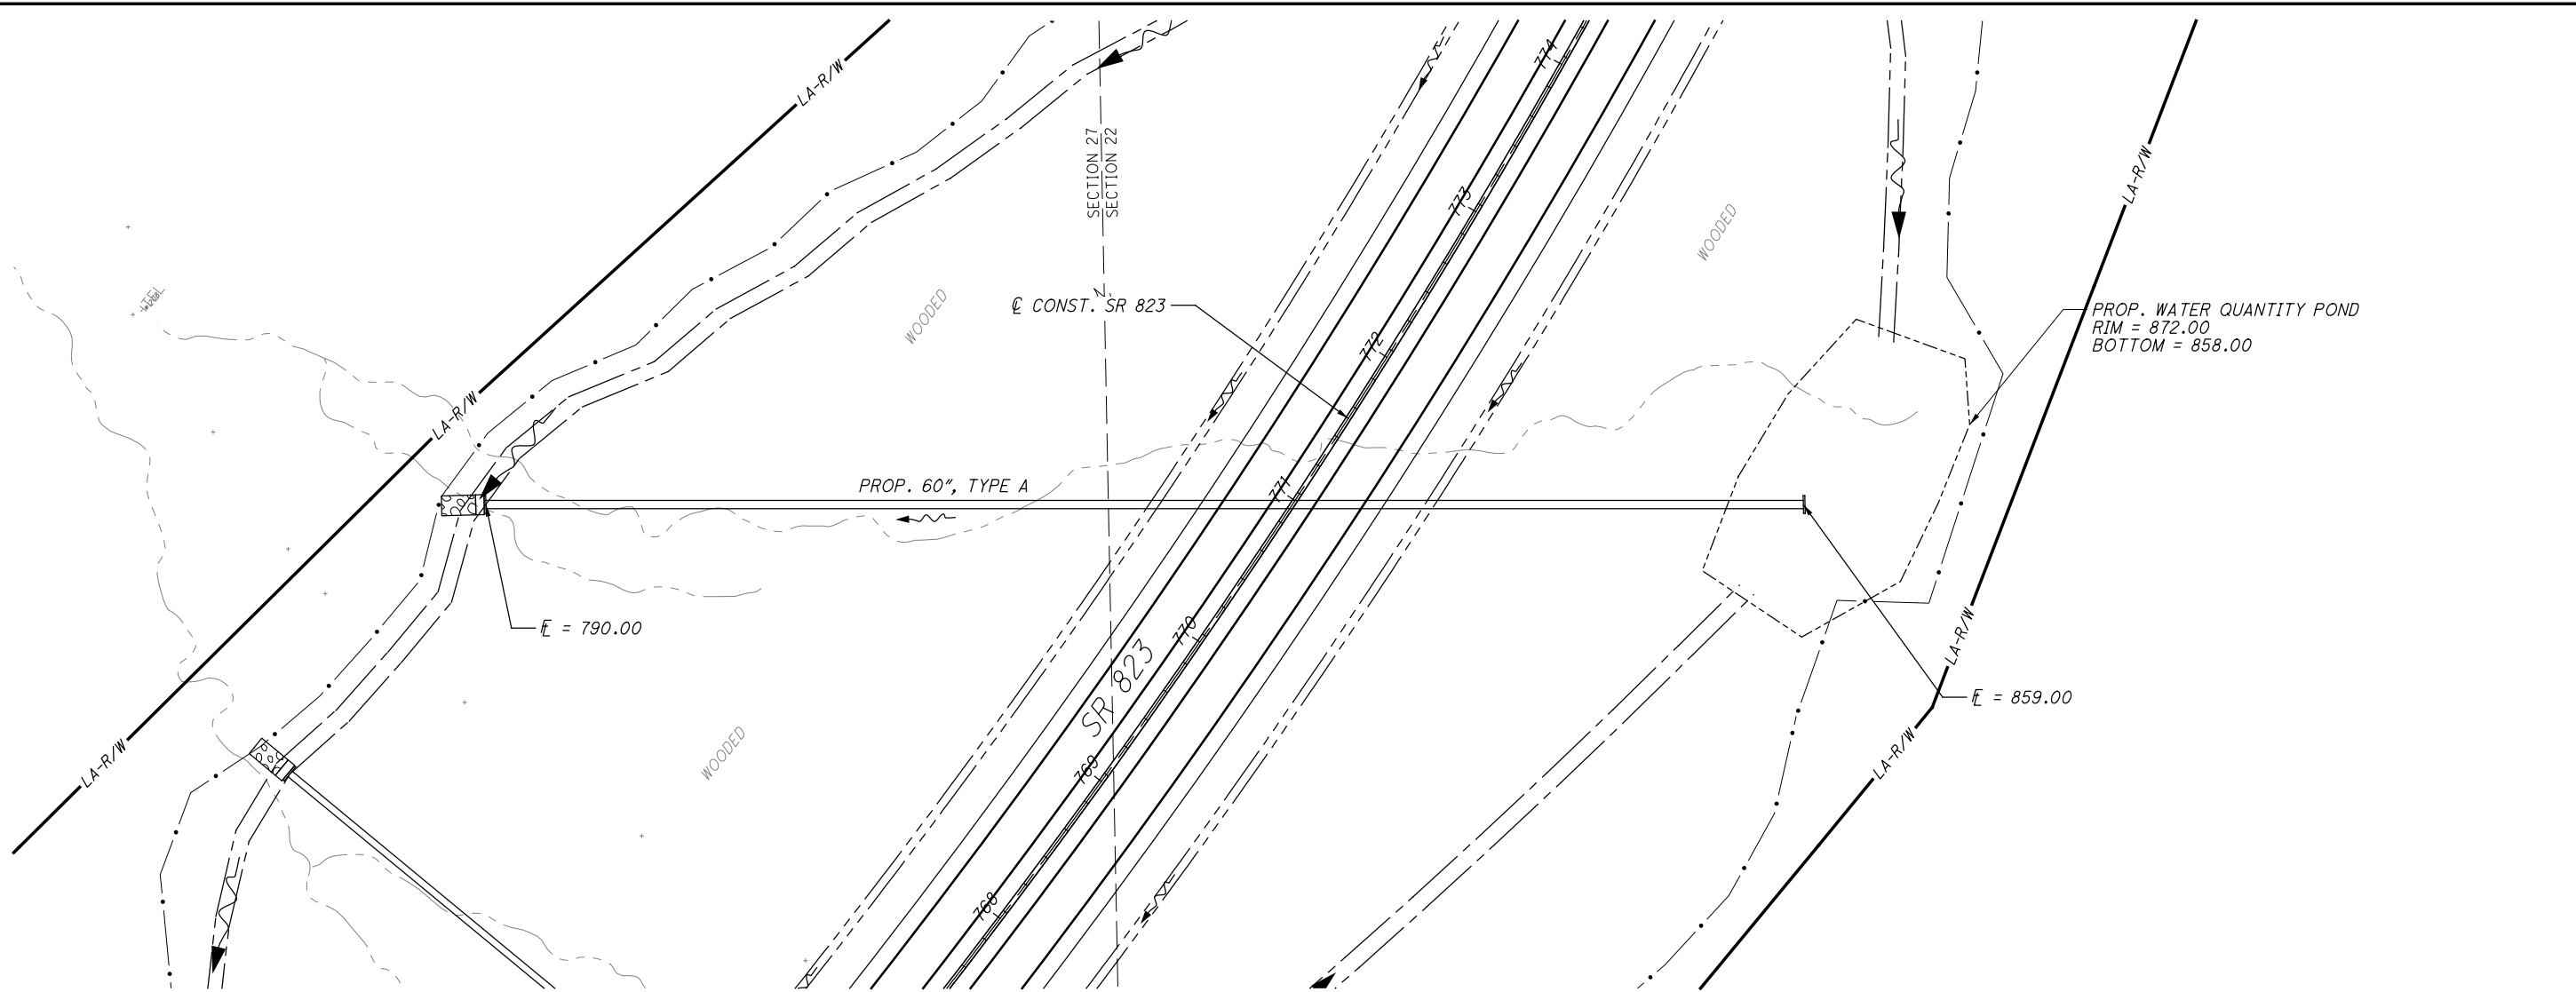 LA-R/W
774
SECTION 27
SECTION 22
LA-R/W
773
WOODED
WOODED
℄ CONST. SR 823
PROP. WATER QUANTITY POND
RIM = 872.00
BOTTOM = 858.00
772
LA-R/W
PROP. 60", TYPE A
771
FL = 790.00
770
LA-R/W
SR 823
FL = 859.00
WOODED
769
LA-R/W
LA-R/W
768